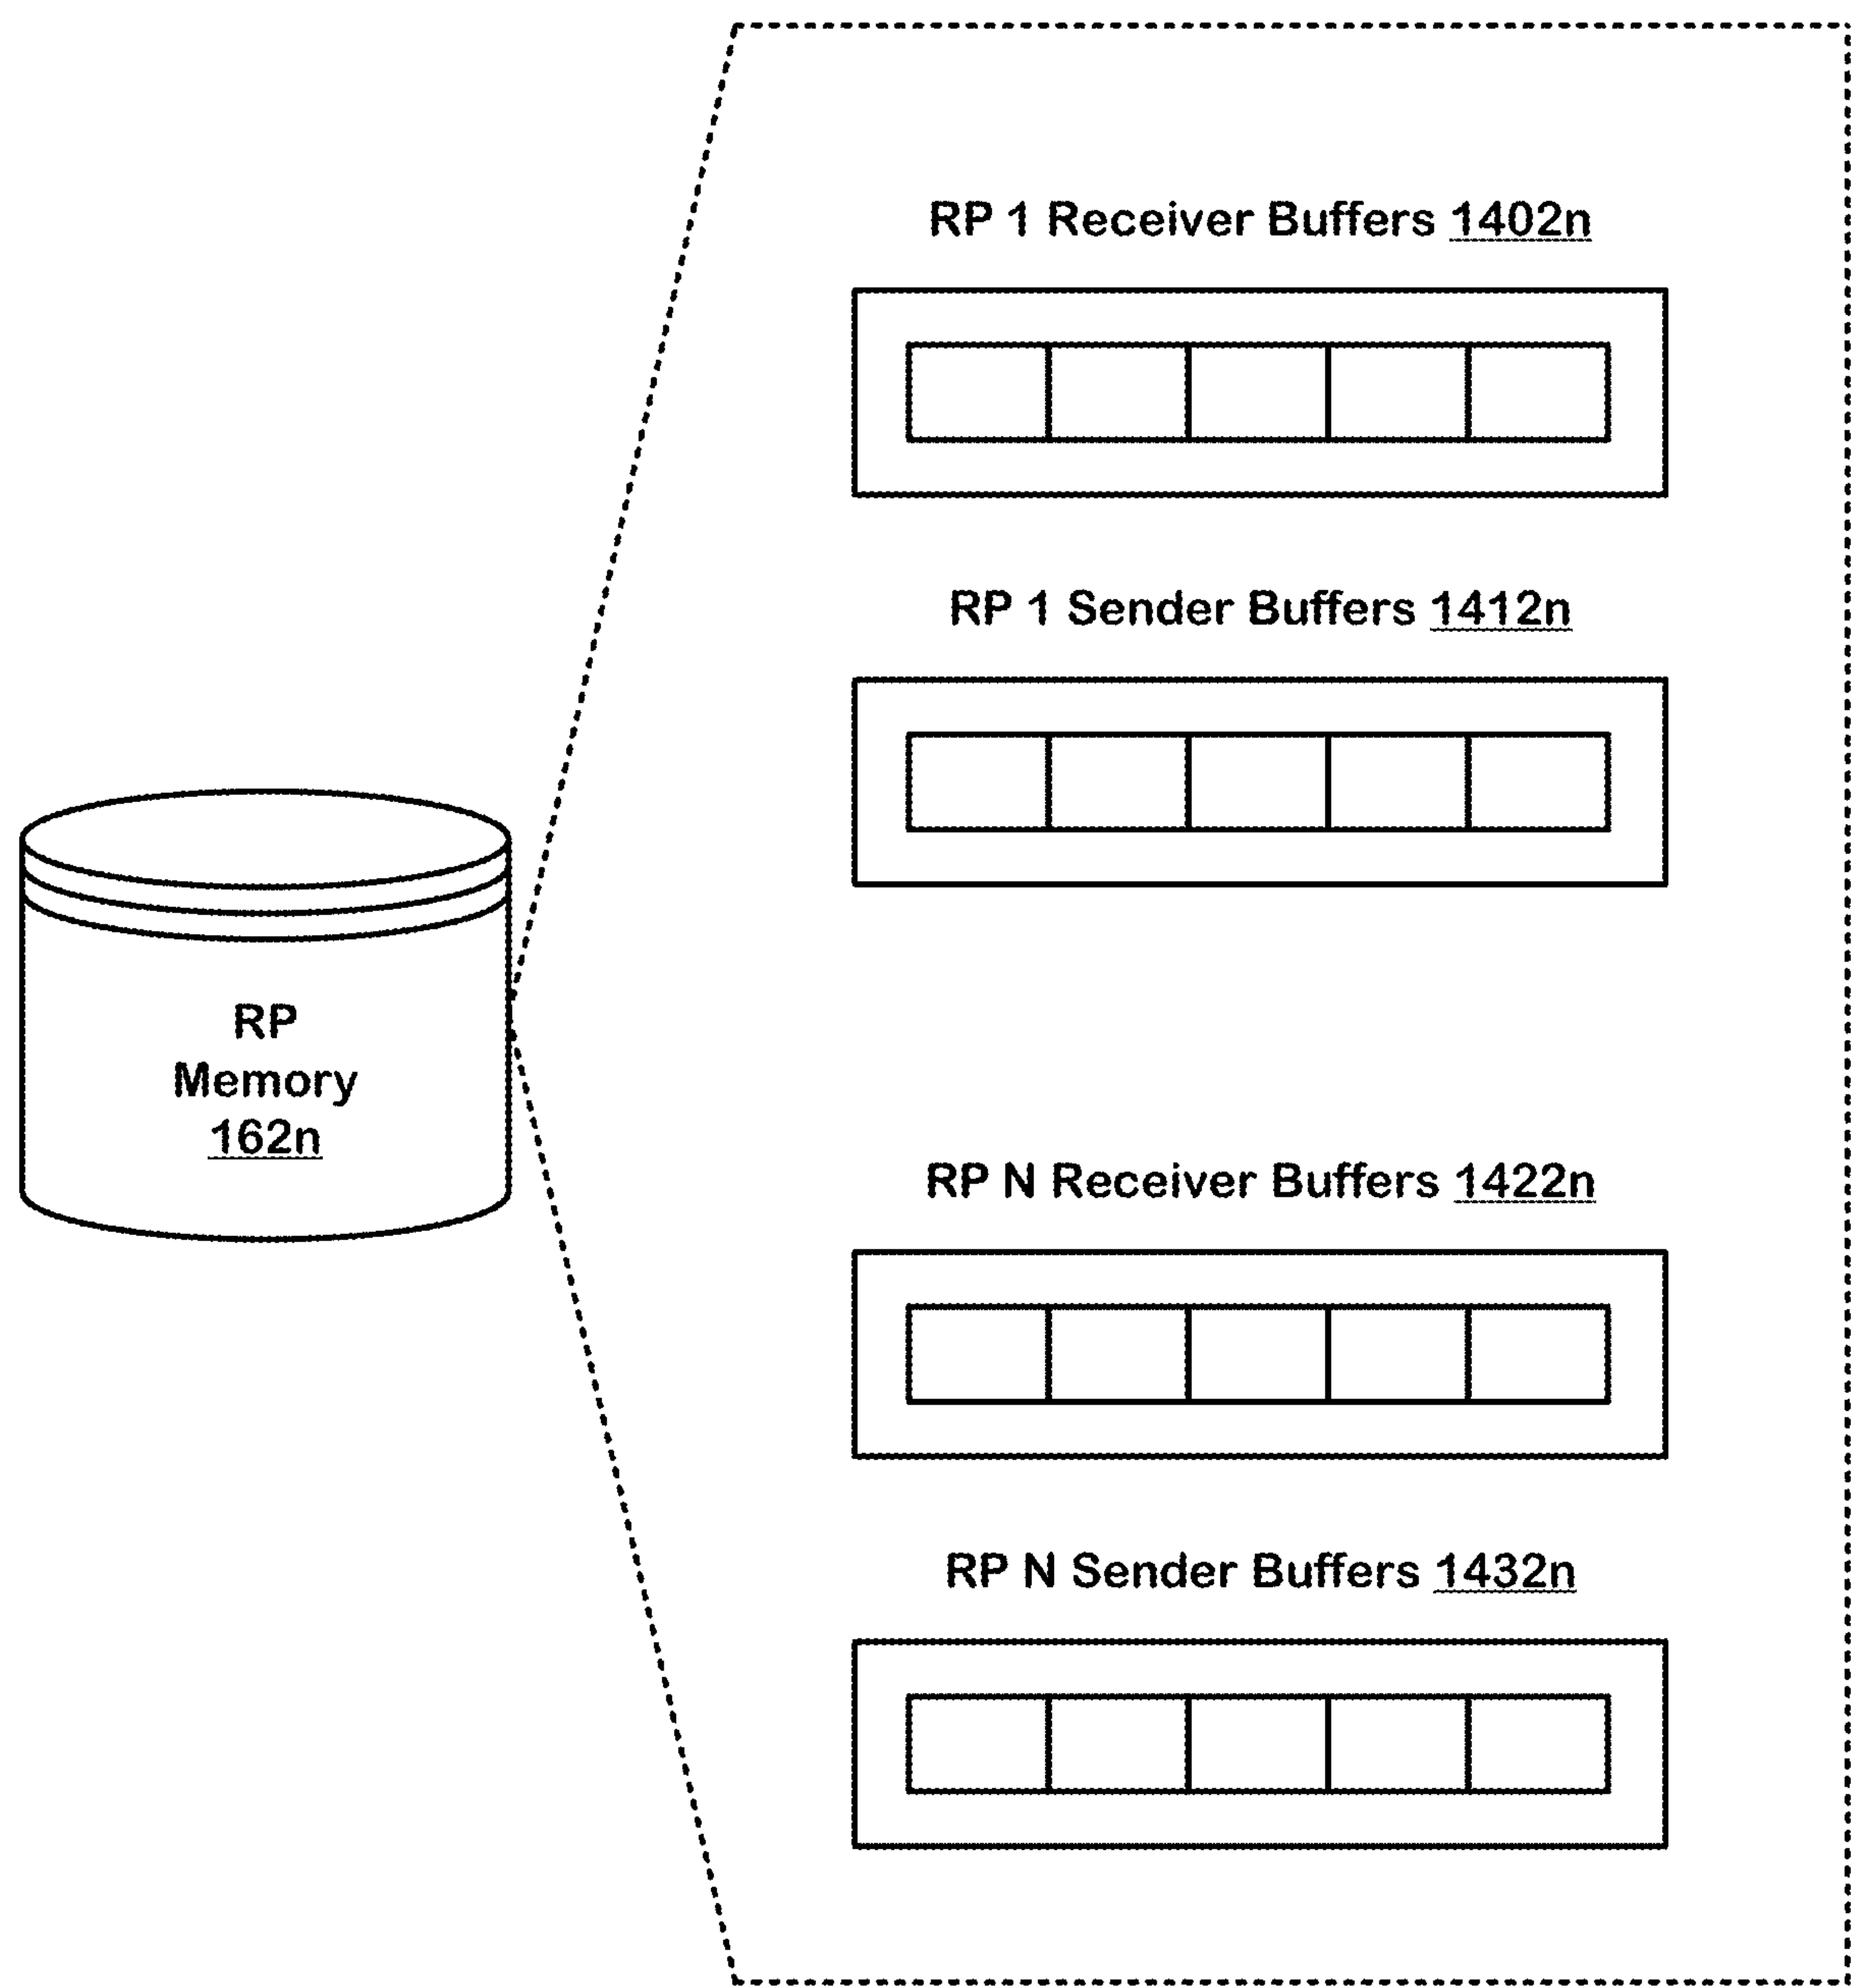 RP 1 Receiver Buffers 1402n
RP 1 Sender Buffers 1412n
RP
Memory
162n
RP N Receiver Buffers 1422n
RP N Sender Buffers 1432n